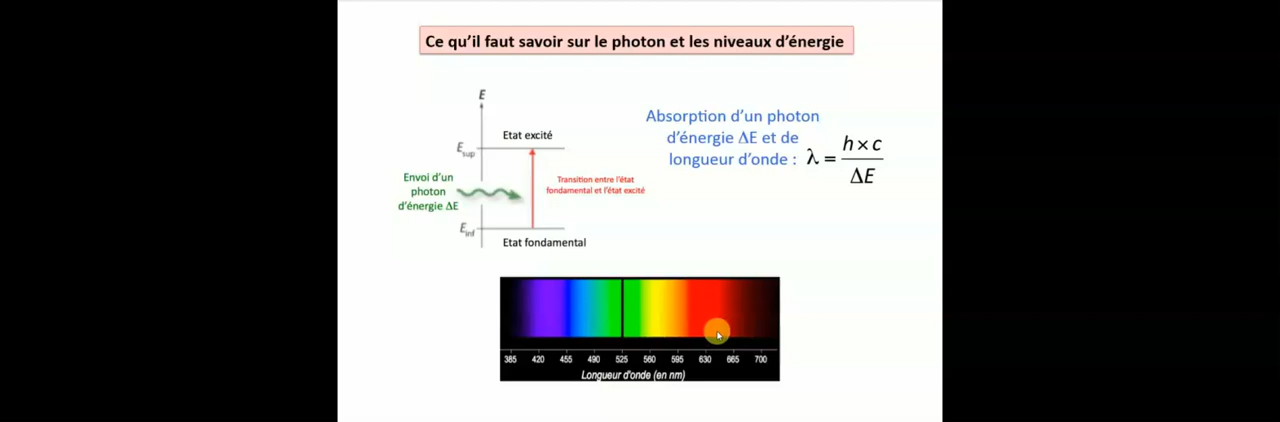 Ce qu'il faut savoir sur le photon et les niveaux d'énergie
E
Etat excité
E sup
Envoi d'un
photon
d'énergie ΔE
Transition entre l'état
fondamental et l'état excité
E inf
Etat fondamental
Absorption d'un photon
d'énergie ΔE et de
longueur d'onde : λ = h × c / ΔE
385 420 455 490 525 560 595 630 665 700
Longueur d'onde (en nm)